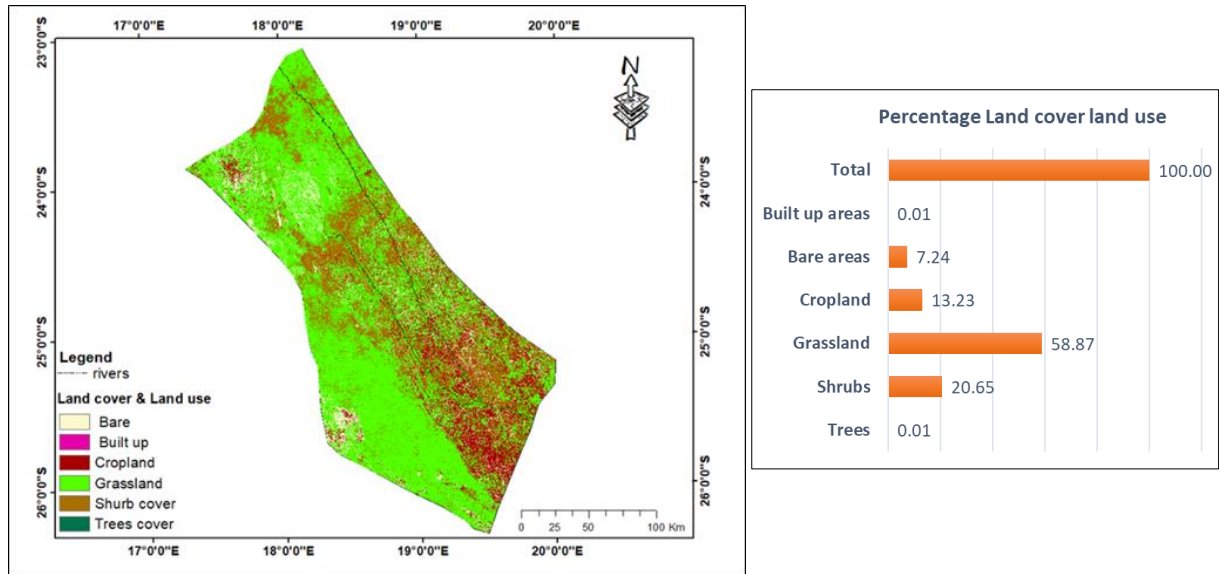 17°0'0"E 18°0'0"E 19°0'0"E 20°0'0"E
23°0'0"S
24°0'0"S
25°0'0"S
26°0'0"S
N
24°0'0"S
25°0'0"S
26°0'0"S
Legend
rivers
Land cover & Land use
Bare
Built up
Cropland
Grassland
Shurb cover
Trees cover
0 25 50 100 Km
17°0'0"E 18°0'0"E 19°0'0"E 20°0'0"E
Percentage Land cover land use
Total 100.00
Built up areas 0.01
Bare areas 7.24
Cropland 13.23
Grassland 58.87
Shrubs 20.65
Trees 0.01